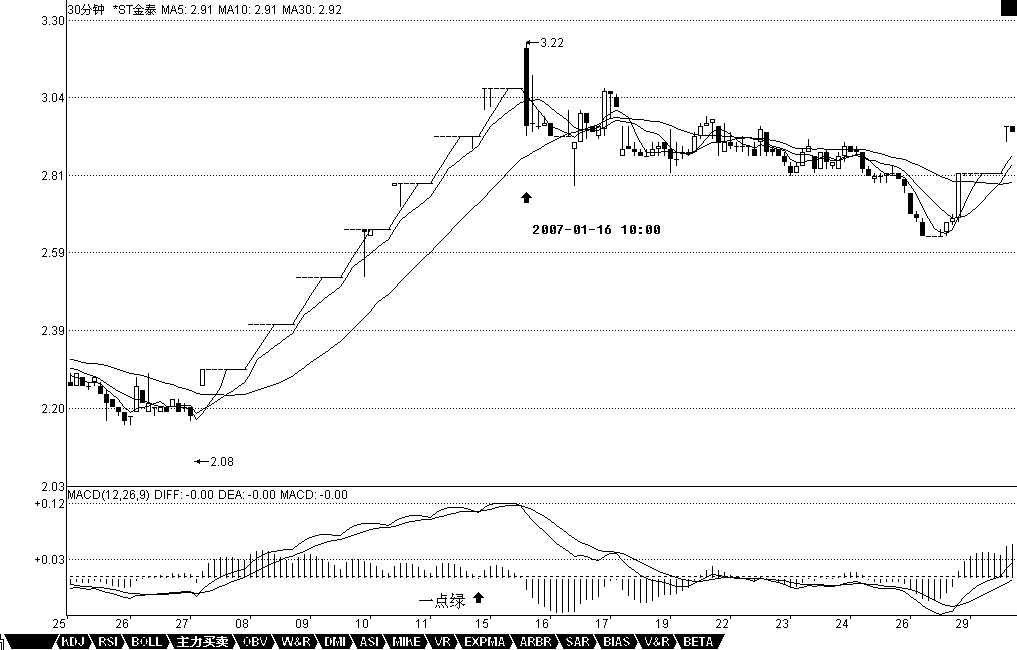 30分钟 *ST金泰 MA5: 2.91 MA10: 2.91 MA30: 2.92
3.30
3.22
3.04
2.81
2007-01-16 10:00
2.59
2.39
2.20
2.08
2.03
MACD(12,26,9) DIFF: -0.00 DEA: -0.00 MACD: -0.00
+0.12
+0.03
一点绿
25 26 27 08 09 10 11 12 15 16 17 19 22 23 24 26 29
KDJ RSI BOLL 主力买卖 OBV W&R DMI ASI MIKE VR EXPMA ARBR SAR BIAS V&R BETA